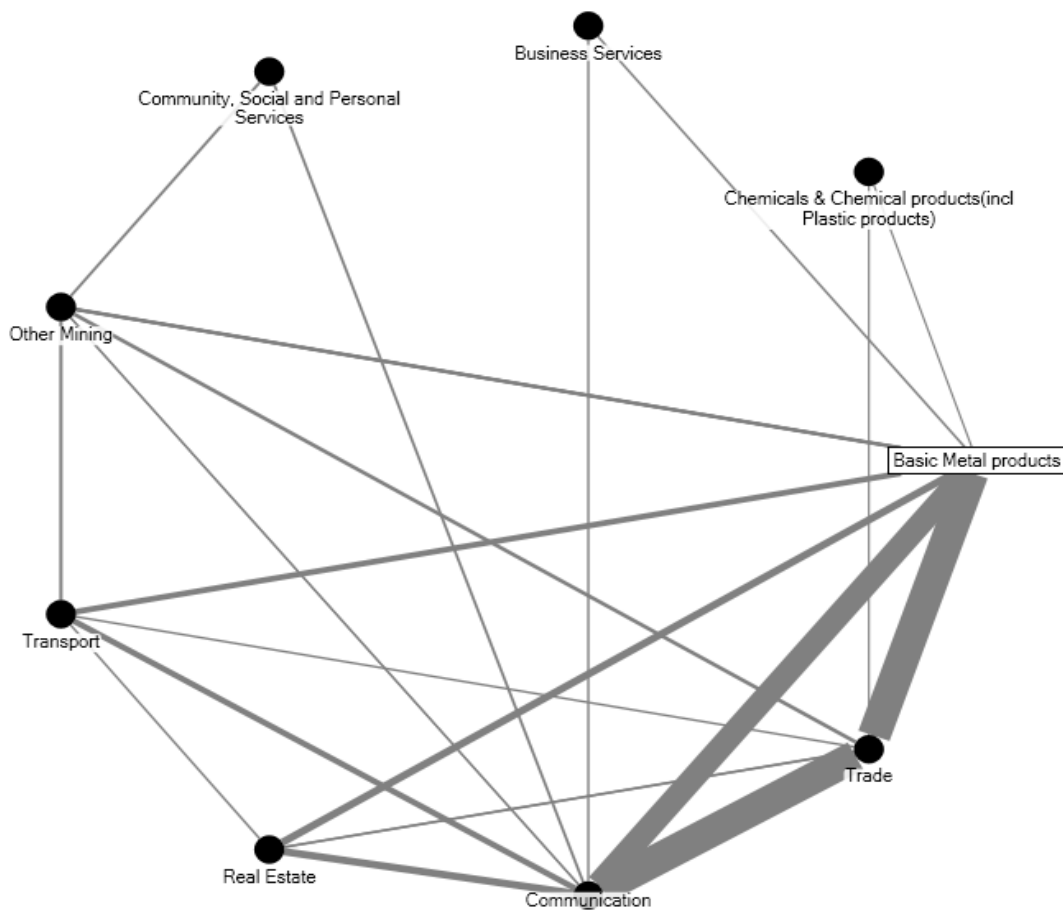 Business Services
Community, Social and Personal
Services
Chemicals & Chemical products(incl
Plastic products)
Other Mining
Basic Metal products
Transport
Trade
Real Estate
Communication